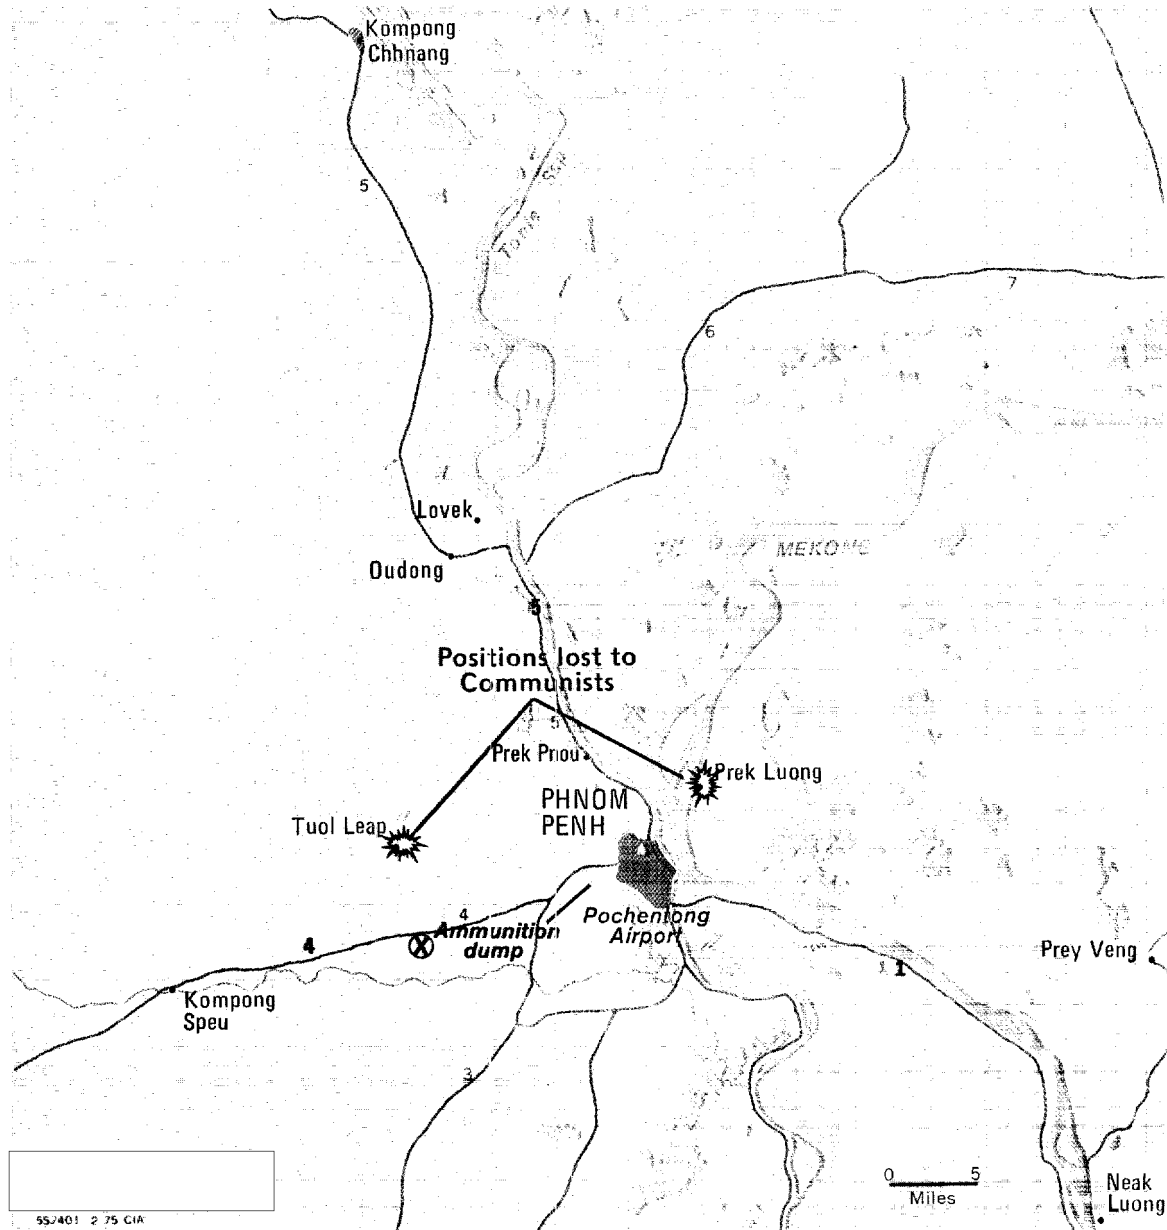 Kompong
Chhnang
5
Tonle Sap
7
6
Lovek
Oudong
MEKONG
5
Positions lost to
Communists
5
Prek Pnou
Prek Luong
PHNOM
PENH
Tuol Leap
4
Pochentong
Airport
Ammunition
dump
4
Prey Veng
1
Kompong
Speu
3
0 5
Miles
Neak
Luong
2 75 CIA